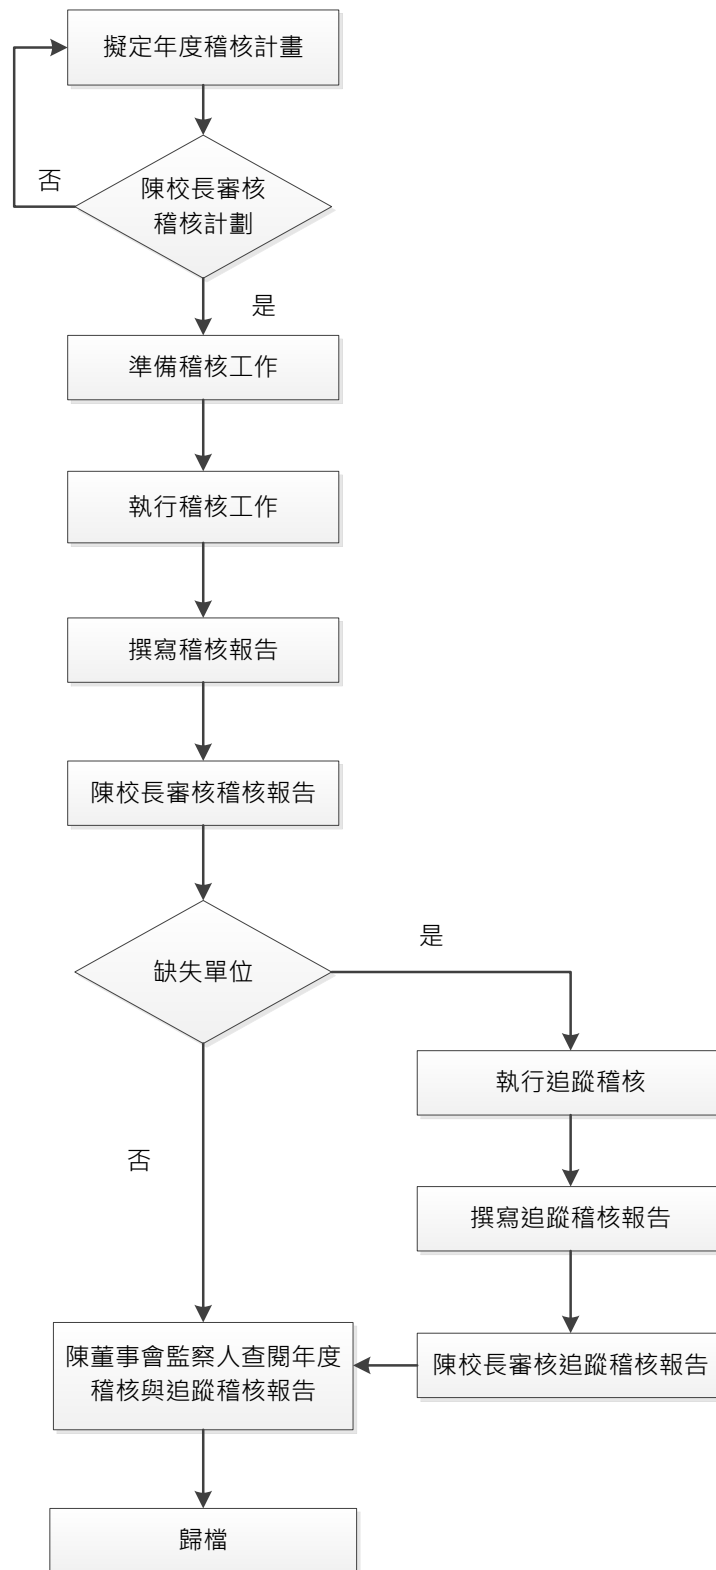 擬定年度稽核計畫
否
陳校長審核
稽核計劃
是
準備稽核工作
執行稽核工作
撰寫稽核報告
陳校長審核稽核報告
是
缺失單位
執行追蹤稽核
否
撰寫追蹤稽核報告
陳董事會監察人查閱年度
稽核與追蹤稽核報告
陳校長審核追蹤稽核報告
歸檔